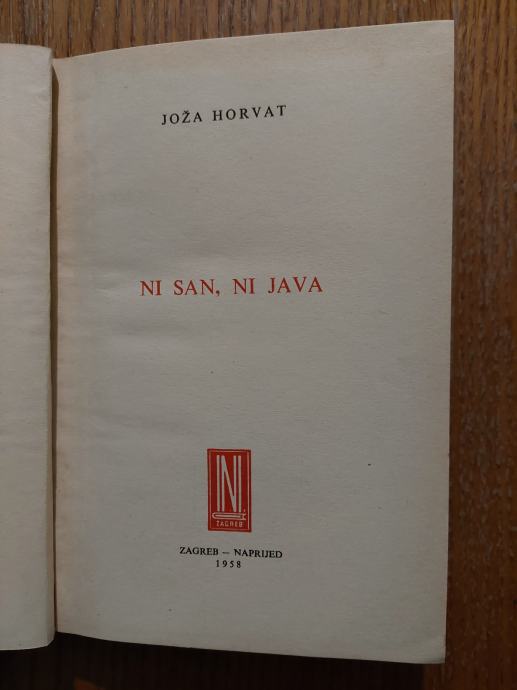 JOŽA HORVAT
NI SAN, NI JAVA
N
ZAGREB
ZAGREB — NAPRIJED
1958